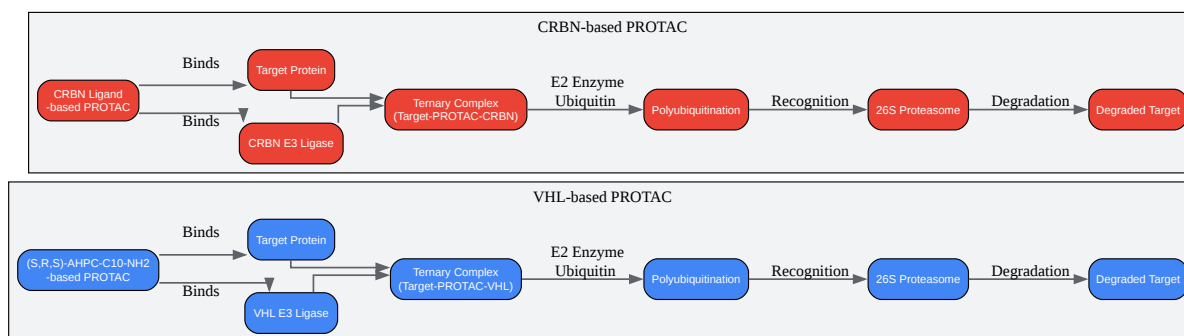 CRBN-based PROTAC
CRBN Ligand
-based PROTAC
Binds
Binds
Target Protein
CRBN E3 Ligase
Ternary Complex
(Target-PROTAC-CRBN)
E2 Enzyme
Ubiquitin
Polyubiquitination
Recognition
26S Proteasome
Degradation
Degraded Target
VHL-based PROTAC
(S,R,S)-AHPC-C10-NH2
-based PROTAC
Binds
Binds
Target Protein
VHL E3 Ligase
Ternary Complex
(Target-PROTAC-VHL)
E2 Enzyme
Ubiquitin
Polyubiquitination
Recognition
26S Proteasome
Degradation
Degraded Target